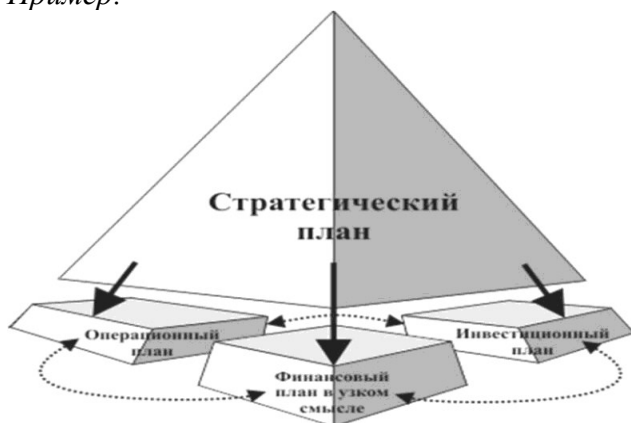 Пример:
Стратегический
план
Операционный
план
Инвестиционный
план
Финансовый
план в узком
смысле